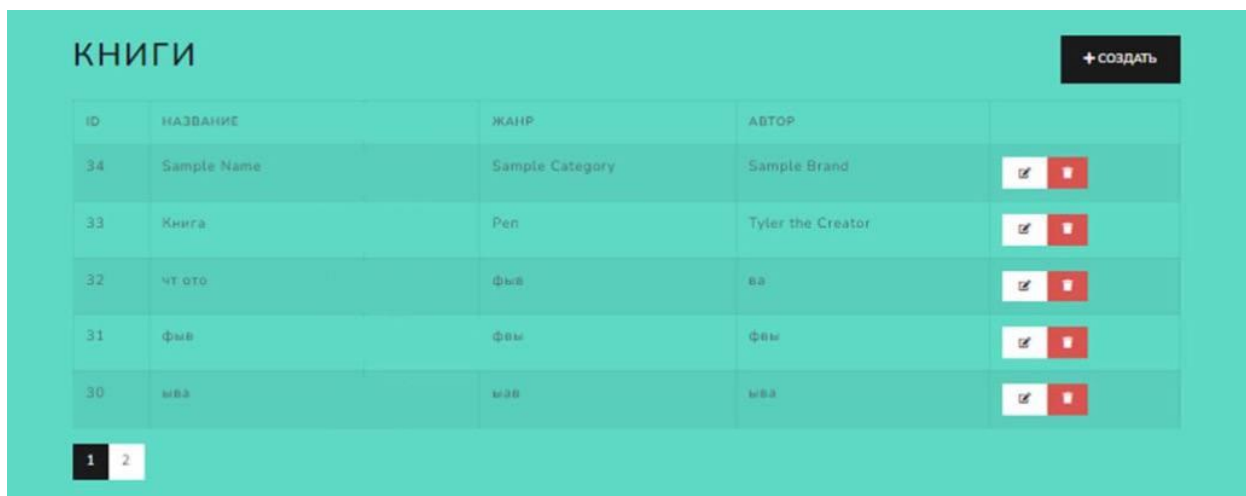 КНИГИ
+ СОЗДАТЬ
ID НАЗВАНИЕ ЖАНР АВТОР
34 Sample Name Sample Category Sample Brand
33 Книга Pen Tyler the Creator
32 чт ото фыв ва
31 фыв фвы фвы
30 ыва ыав ыва
1 2